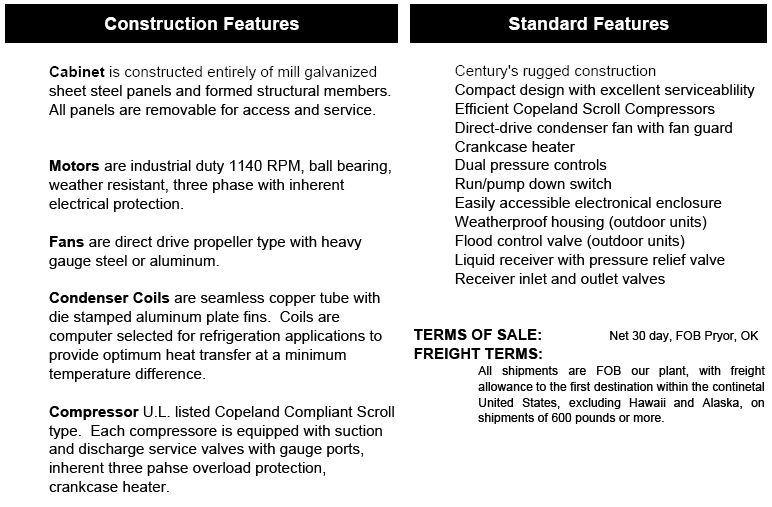 Construction Features
Cabinet is constructed entirely of mill galvanized
sheet steel panels and formed structural members.
All panels are removable for access and service.
Motors are industrial duty 1140 RPM, ball bearing,
weather resistant, three phase with inherent
electrical protection.
Fans are direct drive propeller type with heavy
gauge steel or aluminum.
Condenser Coils are seamless copper tube with
die stamped aluminum plate fins. Coils are
computer selected for refrigeration applications to
provide optimum heat transfer at a minimum
temperature difference.
Compressor U.L. listed Copeland Compliant Scroll
type. Each compressore is equipped with suction
and discharge service valves with gauge ports,
inherent three pahse overload protection,
crankcase heater.
Standard Features
Century's rugged construction
Compact design with excellent serviceablility
Efficient Copeland Scroll Compressors
Direct-drive condenser fan with fan guard
Crankcase heater
Dual pressure controls
Run/pump down switch
Easily accessible electronical enclosure
Weatherproof housing (outdoor units)
Flood control valve (outdoor units)
Liquid receiver with pressure relief valve
Receiver inlet and outlet valves
TERMS OF SALE: Net 30 day, FOB Pryor, OK
FREIGHT TERMS:
All shipments are FOB our plant, with freight
allowance to the first destination within the continetal
United States, excluding Hawaii and Alaska, on
shipments of 600 pounds or more.